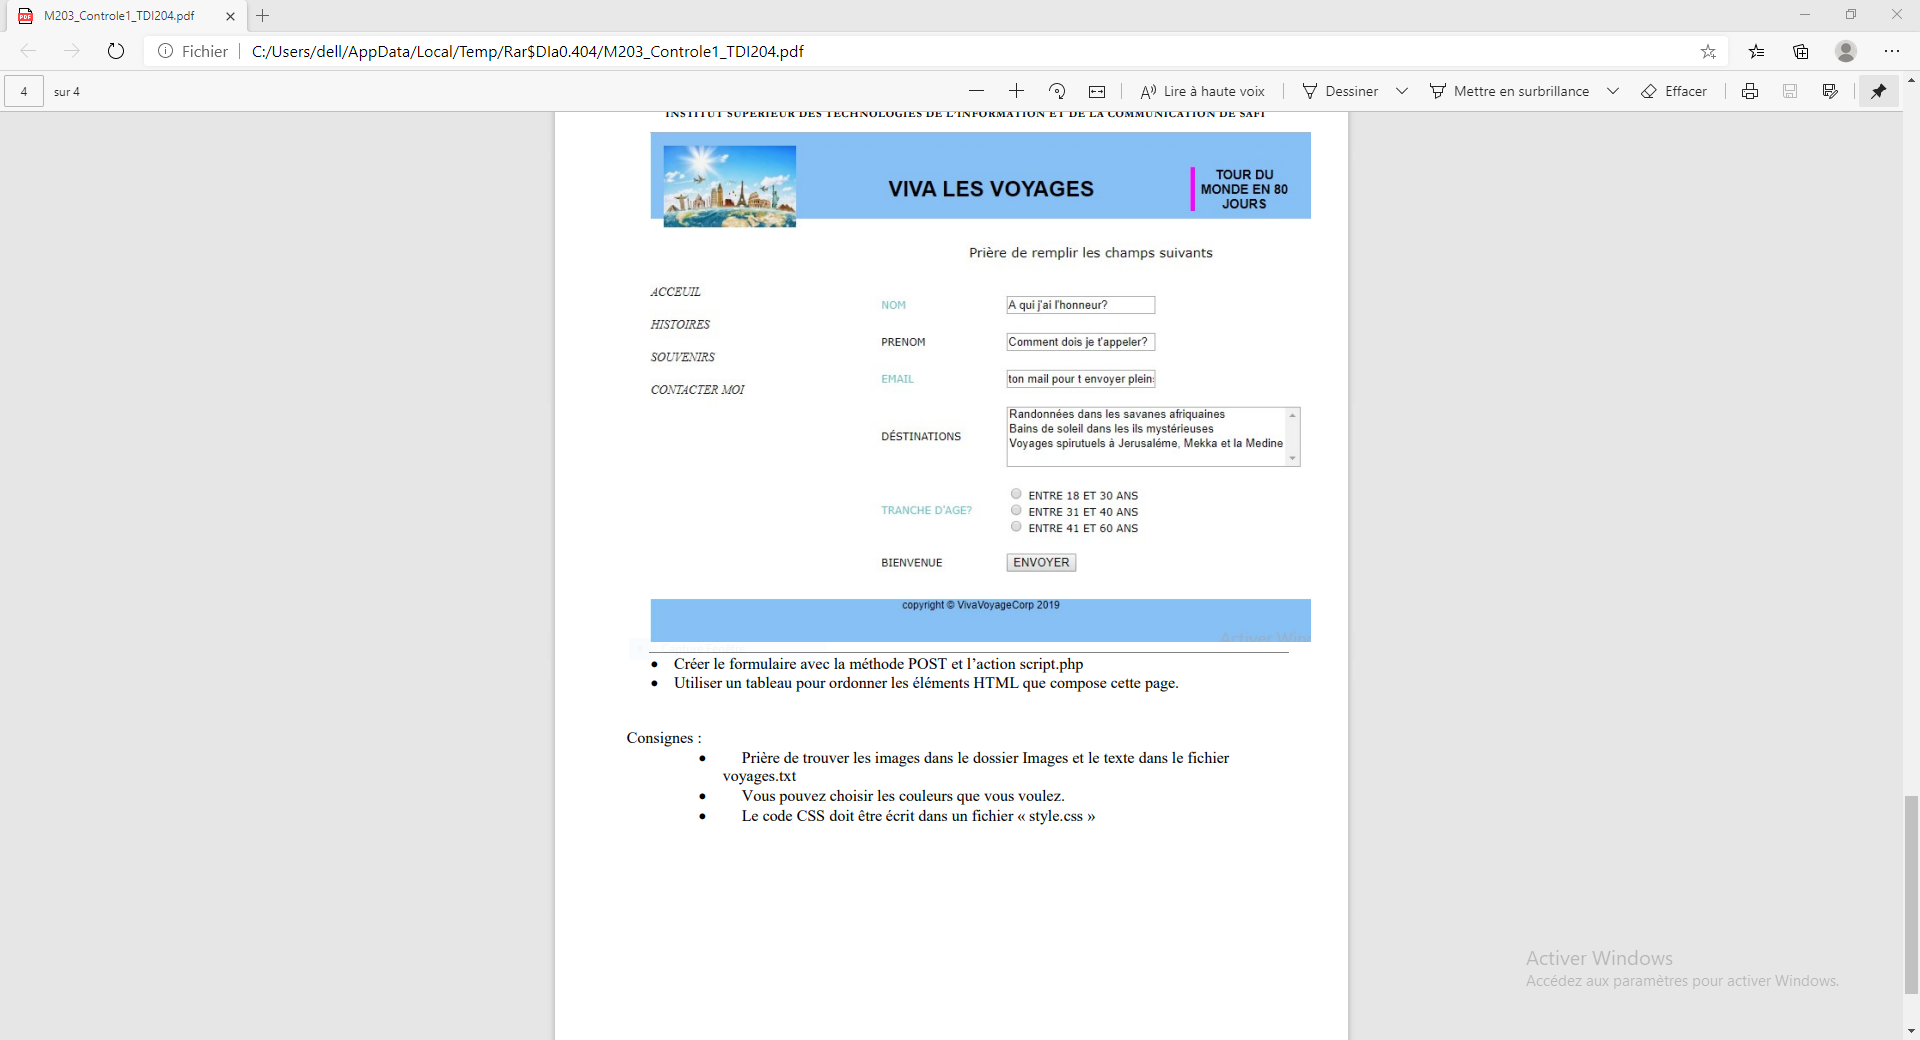 M203_Controle1_TDI204.pdf
Fichier C:/Users/dell/AppData/Local/Temp/Rar$DIa0.404/M203_Controle1_TDI204.pdf
4 sur 4 Lire à haute voix Dessiner Mettre en surbrillance Effacer
INSTITUT SUPERIEUR DES TECHNOLOGIES DE L'INFORMATION ET DE LA COMMUNICATION DE SAFI
VIVA LES VOYAGES
TOUR DU
MONDE EN 80
JOURS
Prière de remplir les champs suivants
ACCEUIL
HISTOIRES
SOUVENIRS
CONTACTER MOI
NOM A qui j'ai l'honneur?
PRENOM Comment dois je t'appeler?
EMAIL ton mail pour t envoyer plein
DÉSTINATIONS
Randonnées dans les savanes afriquaines
Bains de soleil dans les ils mystérieuses
Voyages spirutuels à Jerusaléme, Mekka et la Medine
TRANCHE D'AGE?
ENTRE 18 ET 30 ANS
ENTRE 31 ET 40 ANS
ENTRE 41 ET 60 ANS
BIENVENUE ENVOYER
copyright © VivaVoyageCorp 2019
Activer Win
• Créer le formulaire avec la méthode POST et l'action script.php
• Utiliser un tableau pour ordonner les éléments HTML que compose cette page.
Consignes :
• Prière de trouver les images dans le dossier Images et le texte dans le fichier
voyages.txt
• Vous pouvez choisir les couleurs que vous voulez.
• Le code CSS doit être écrit dans un fichier « style.css »
Activer Windows
Accédez aux paramètres pour activer Windows.